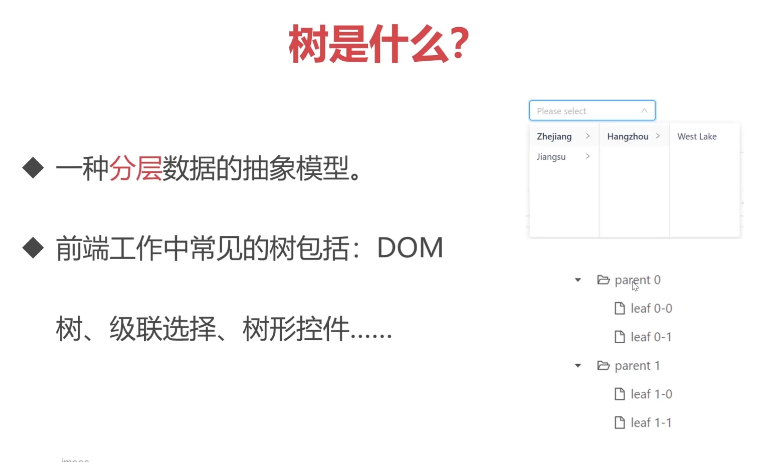 树是什么?
◆ 一种分层数据的抽象模型。
◆ 前端工作中常见的树包括：DOM
树、级联选择、树形控件……
Please select
Zhejiang > Hangzhou > West Lake
Jiangsu >
parent 0
leaf 0-0
leaf 0-1
parent 1
leaf 1-0
leaf 1-1